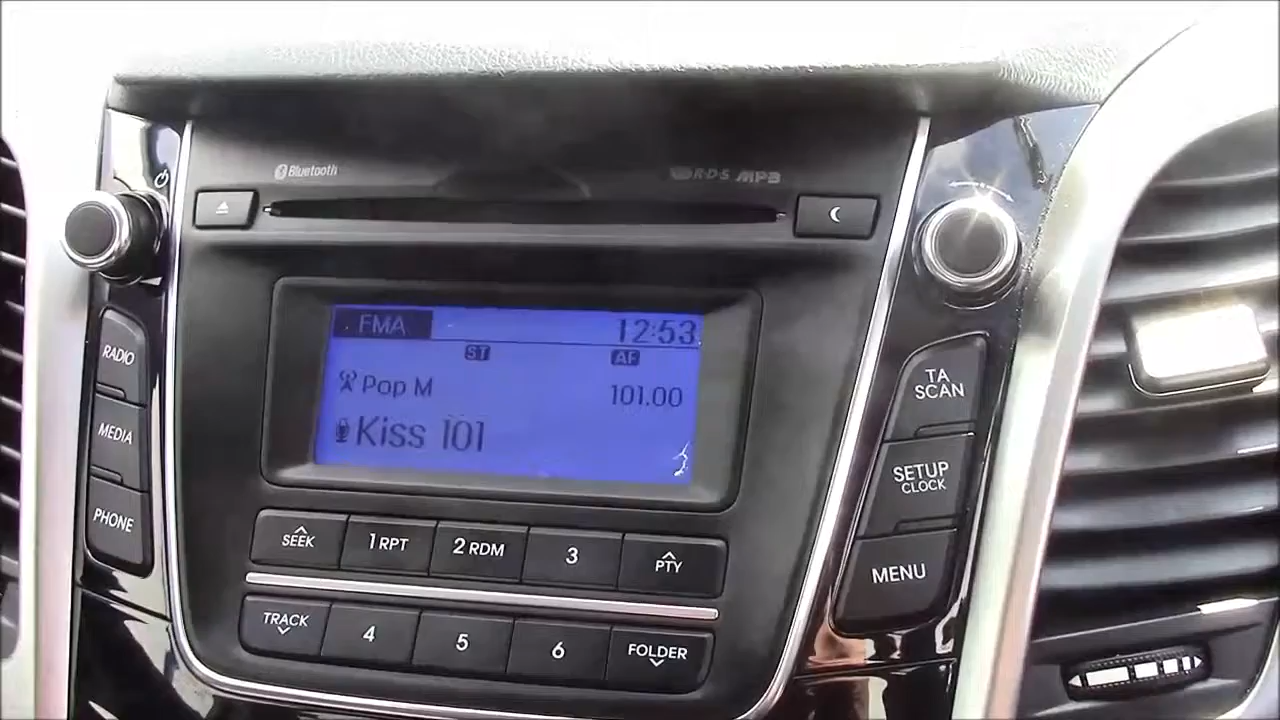 Bluetooth
R·D·S MP3
RADIO
MEDIA
PHONE
FMA 12:53
ST AF
Pop M 101.00
Kiss 101
TA
SCAN
SETUP
CLOCK
MENU
SEEK 1 RPT 2 RDM 3 PTY
TRACK 4 5 6 FOLDER